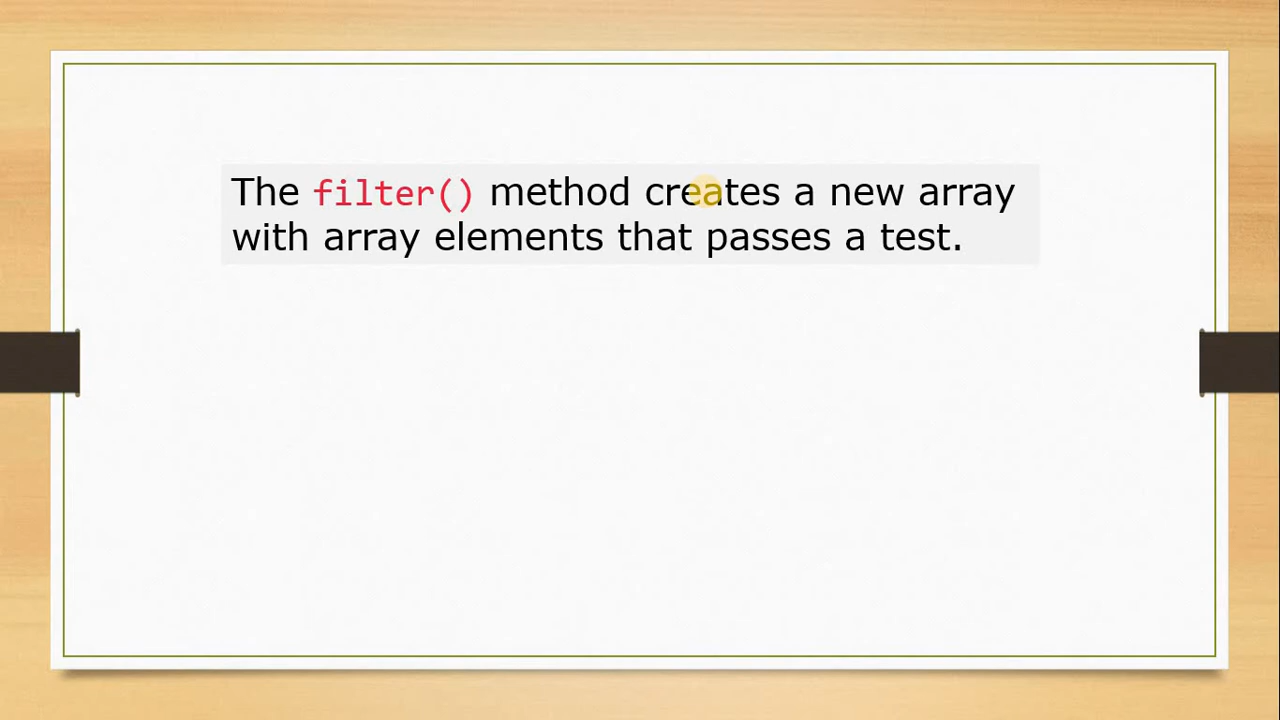 The filter() method creates a new array
with array elements that passes a test.